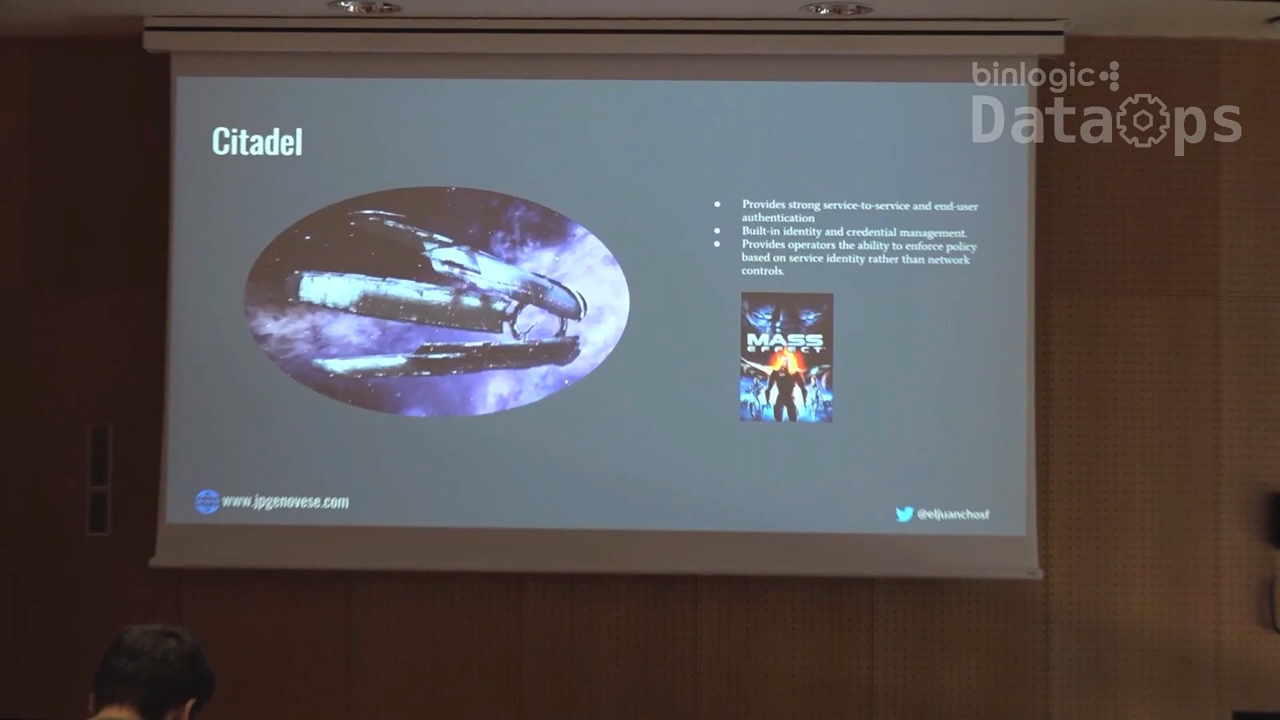 binlogic
DataOps
Citadel
● Provides strong service-to-service and end-user
authentication
● Built-in identity and credential management.
● Provides operators the ability to enforce policy
based on service identity rather than network
controls.
MASS
EFFECT
www.jpgenovese.com
@eljuanchosf